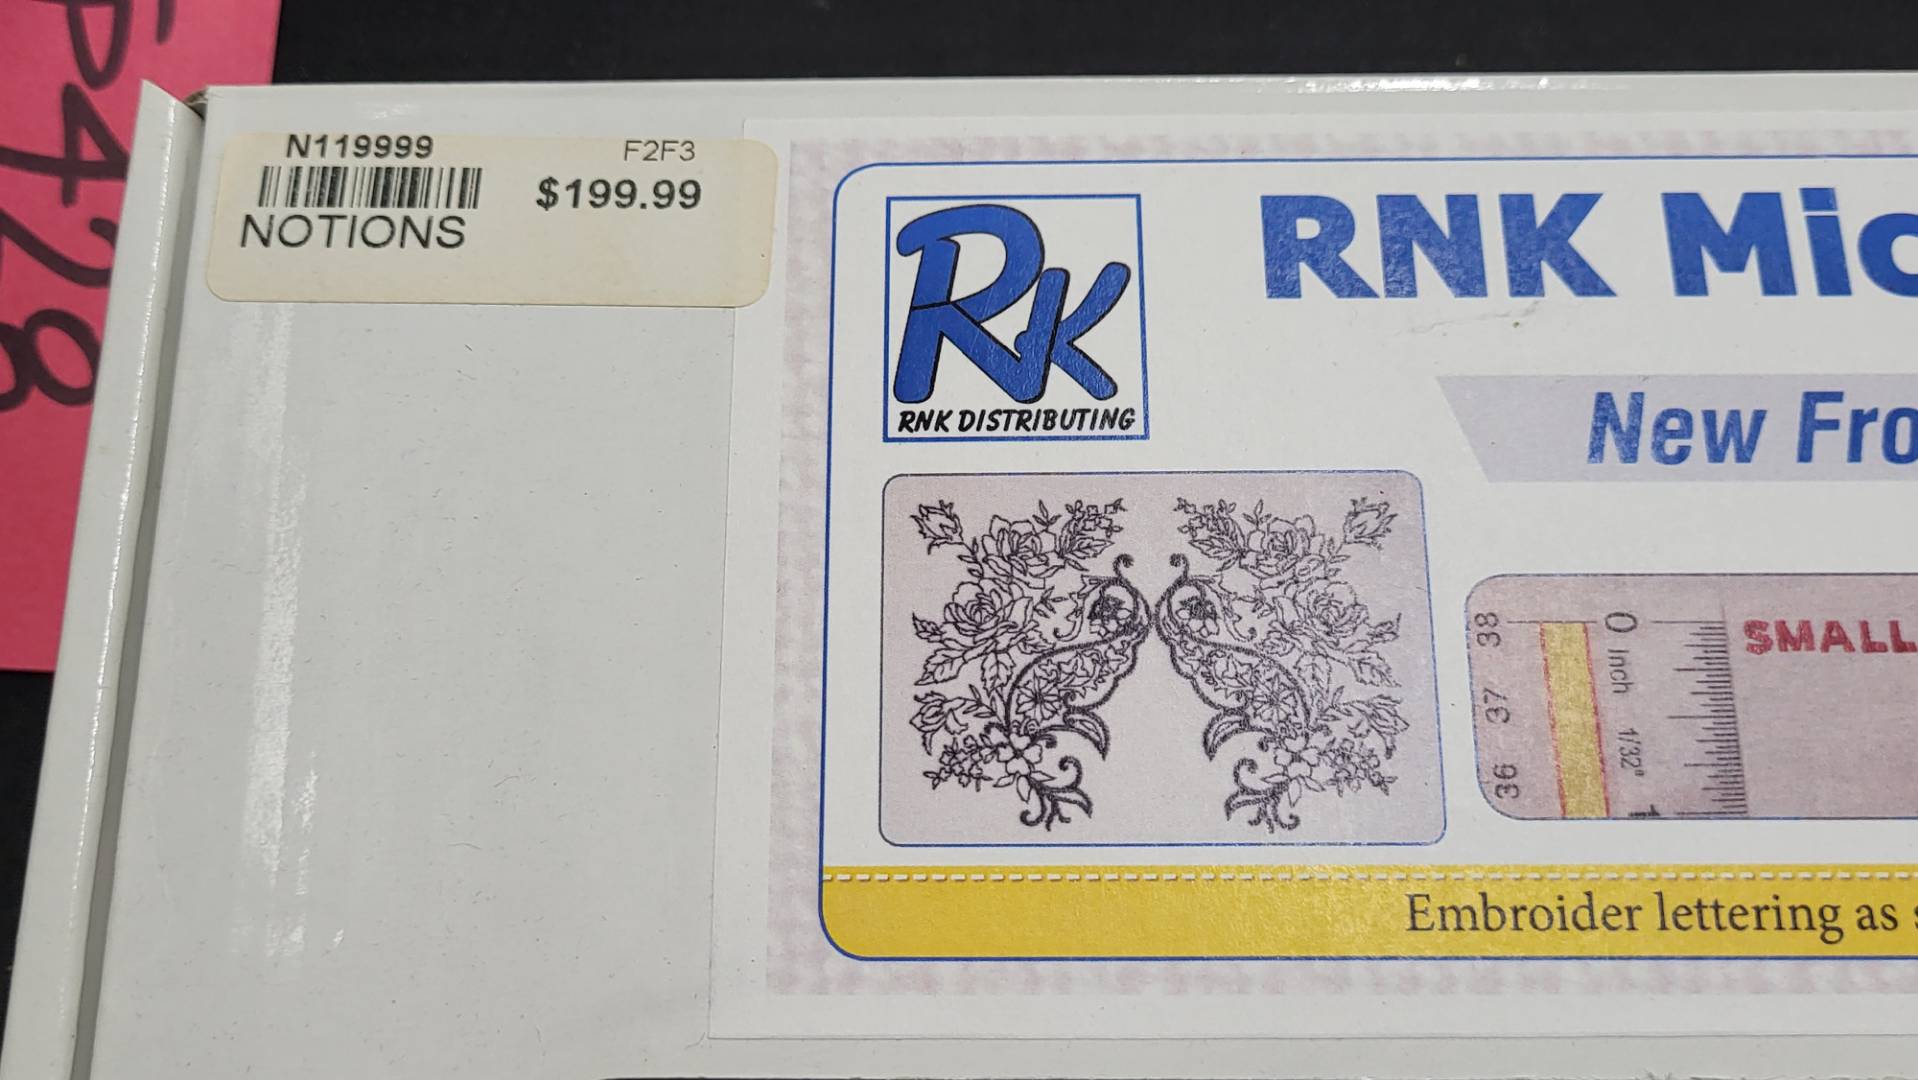 P428
N119999
F2F3
$199.99
NOTIONS
RK
RNK DISTRIBUTING
RNK Mic
New Fro
38
37
36
0 Inch 1/32" 1
SMALL
Embroider lettering as s